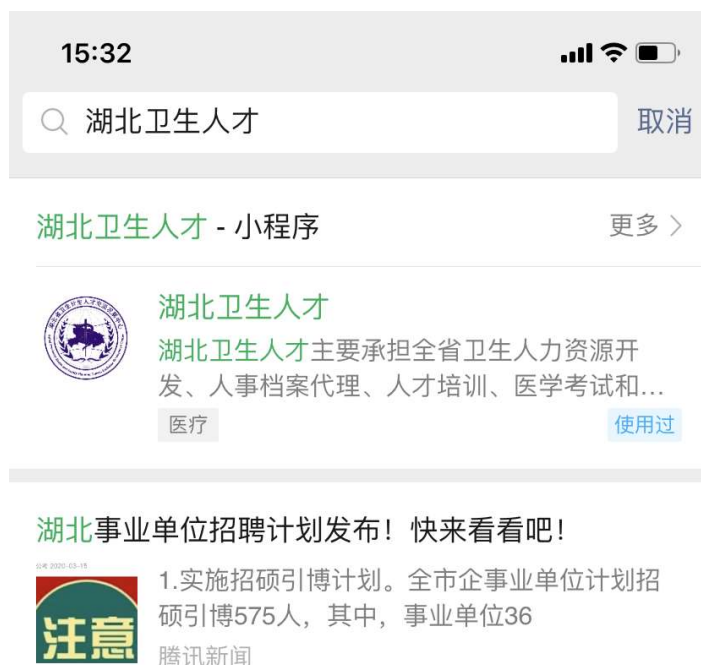 15:32
湖北卫生人才
取消
湖北卫生人才 - 小程序
更多
湖北卫生人才
湖北卫生人才主要承担全省卫生人力资源开
发、人事档案代理、人才培训、医学考试和...
医疗
使用过
湖北事业单位招聘计划发布！快来看看吧！
公考 2020-03-15
1.实施招硕引博计划。全市企事业单位计划招
硕引博575人，其中，事业单位36
注意
腾讯新闻